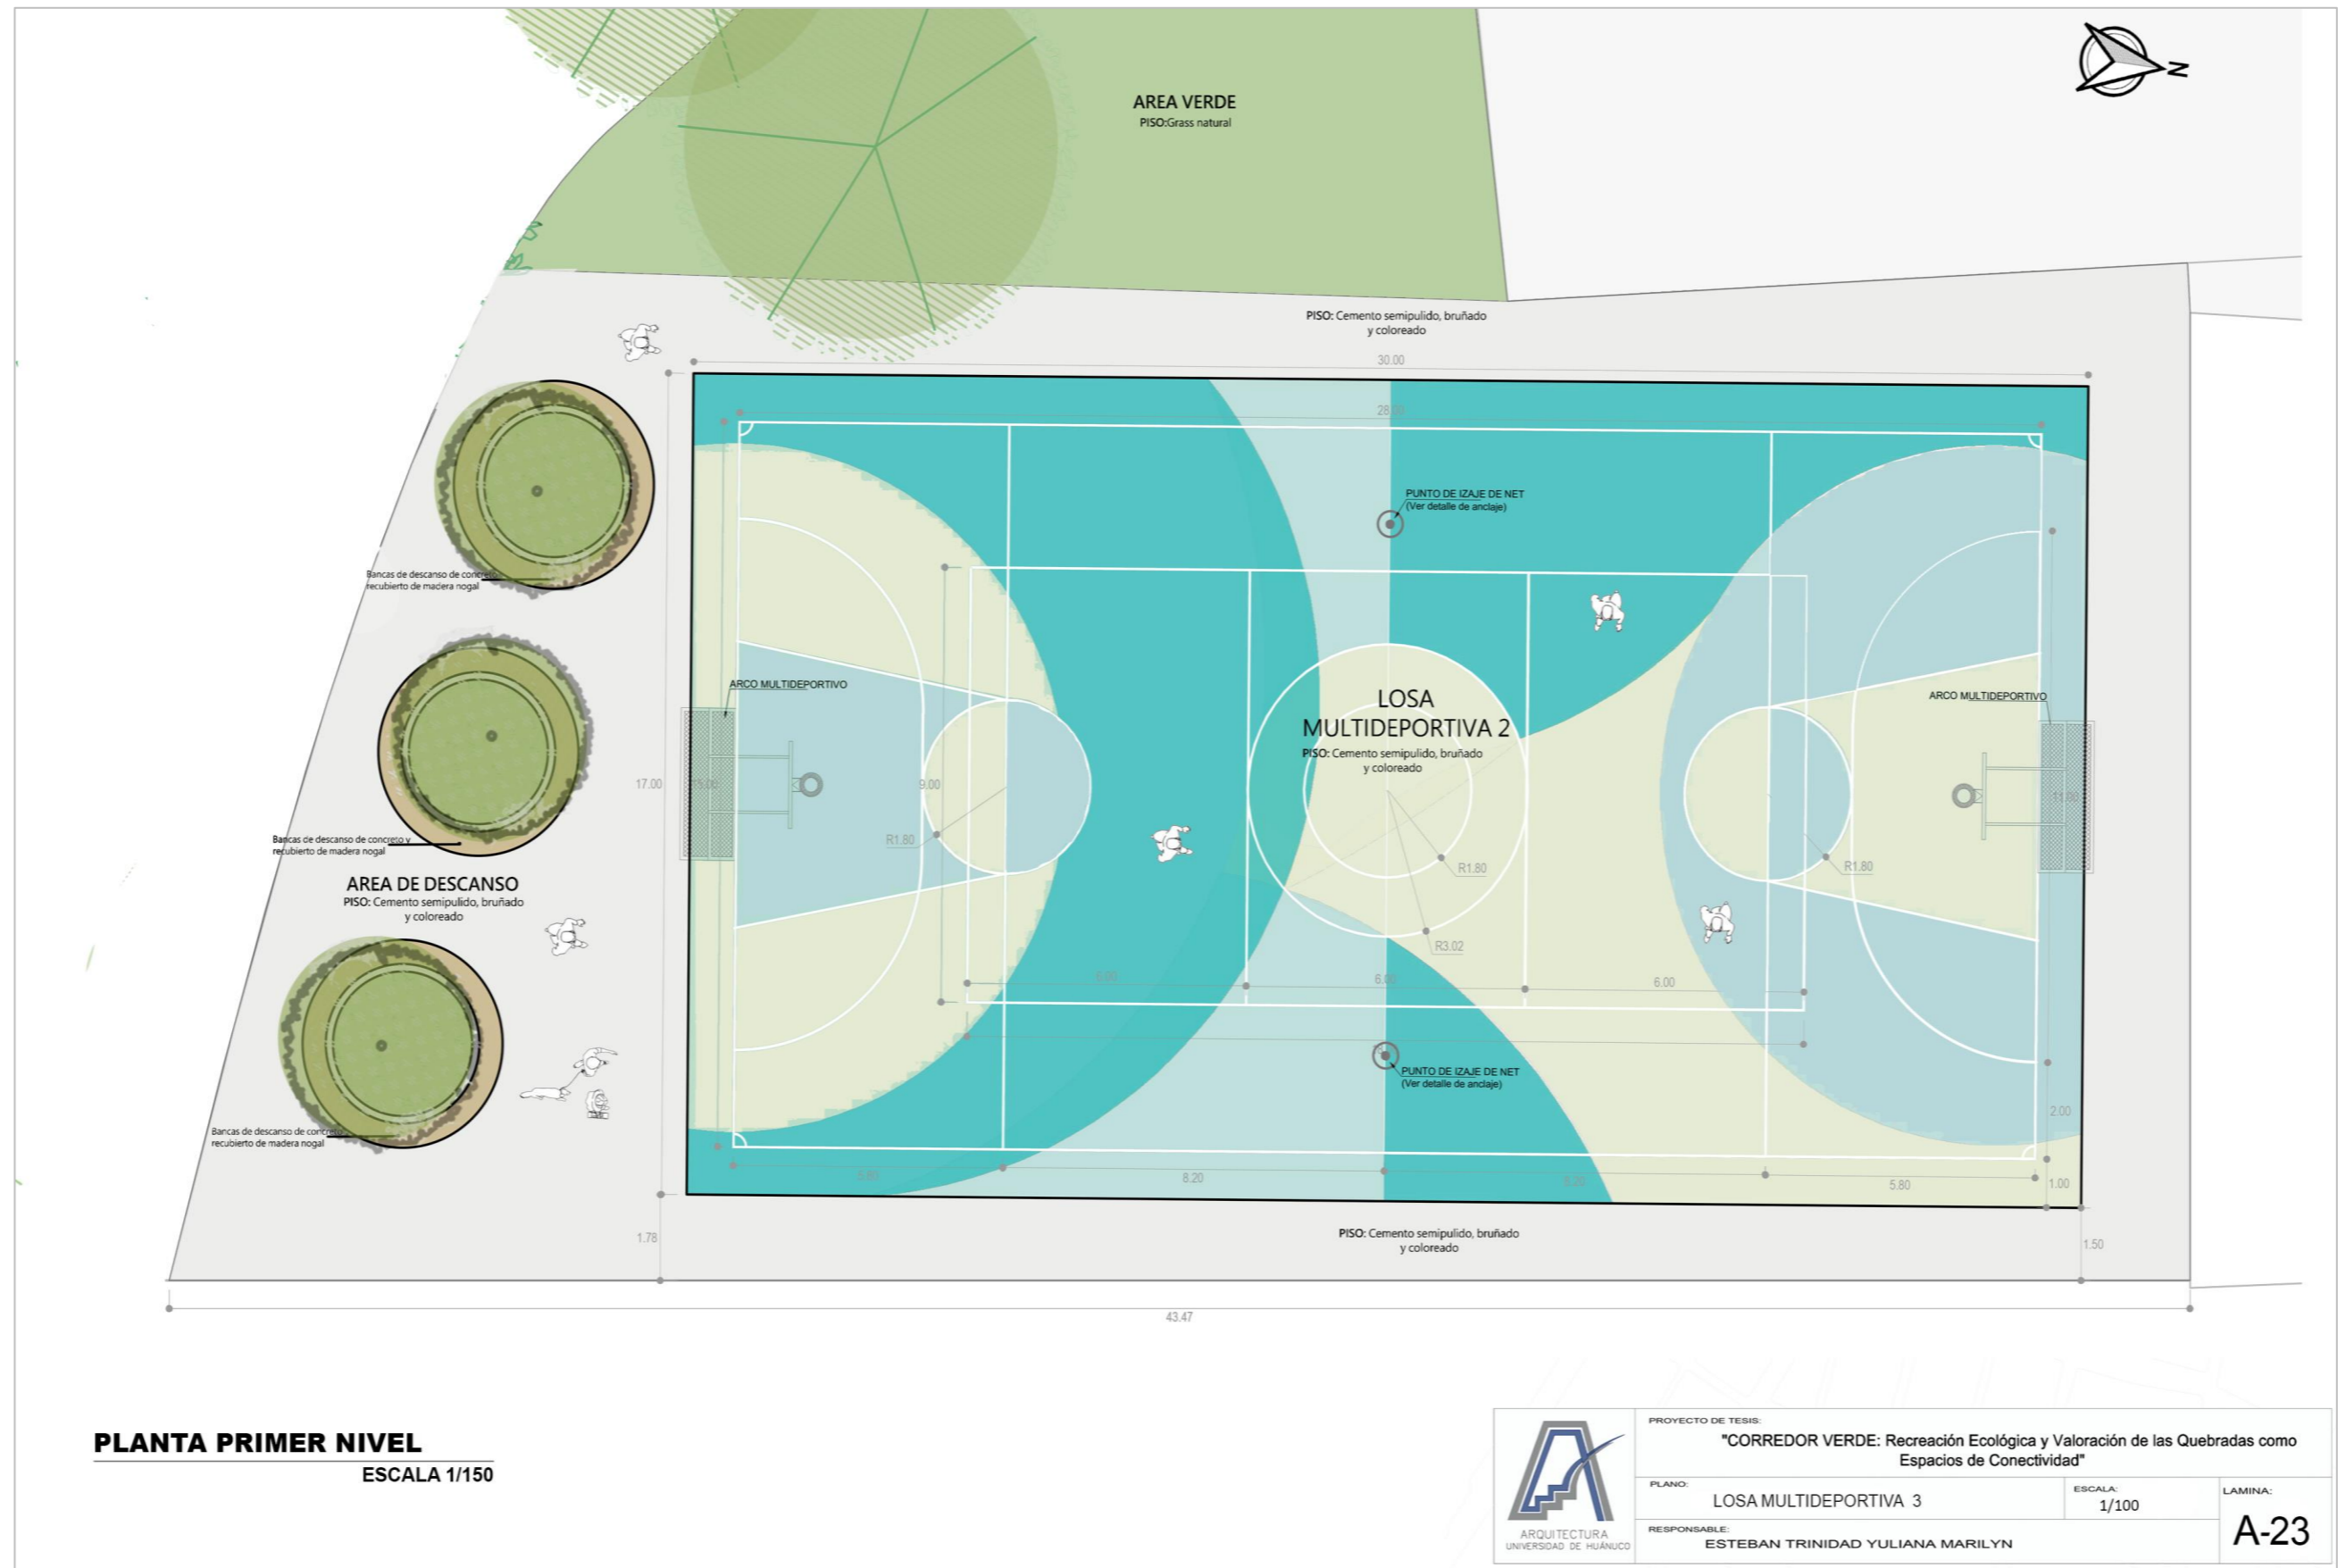 N
AREA VERDE
PISO:Grass natural
PISO: Cemento semipulido, bruñado
y coloreado
30.00
28.00
PUNTO DE IZAJE DE NET
(Ver detalle de anclaje)
Bancas de descanso de concreto
recubierto de madera nogal
ARCO MULTIDEPORTIVO
ARCO MULTIDEPORTIVO
LOSA
MULTIDEPORTIVA 2
PISO: Cemento semipulido, bruñado
y coloreado
17.00
9.00
11.00
R1.80
R1.80
R1.80
Bancas de descanso de concreto y
recubierto de madera nogal
AREA DE DESCANSO
PISO: Cemento semipulido, bruñado
y coloreado
R3.02
6.00
6.00
6.00
PUNTO DE IZAJE DE NET
(Ver detalle de anclaje)
2.00
Bancas de descanso de concreto
recubierto de madera nogal
5.80
8.20
8.20
5.80
1.00
1.78
PISO: Cemento semipulido, bruñado
y coloreado
1.50
43.47
PLANTA PRIMER NIVEL
ESCALA 1/150
ARQUITECTURA
UNIVERSIDAD DE HUÁNUCO
PROYECTO DE TESIS:
"CORREDOR VERDE: Recreación Ecológica y Valoración de las Quebradas como
Espacios de Conectividad"
PLANO:
LOSA MULTIDEPORTIVA 3
ESCALA:
1/100
LAMINA:
A-23
RESPONSABLE:
ESTEBAN TRINIDAD YULIANA MARILYN